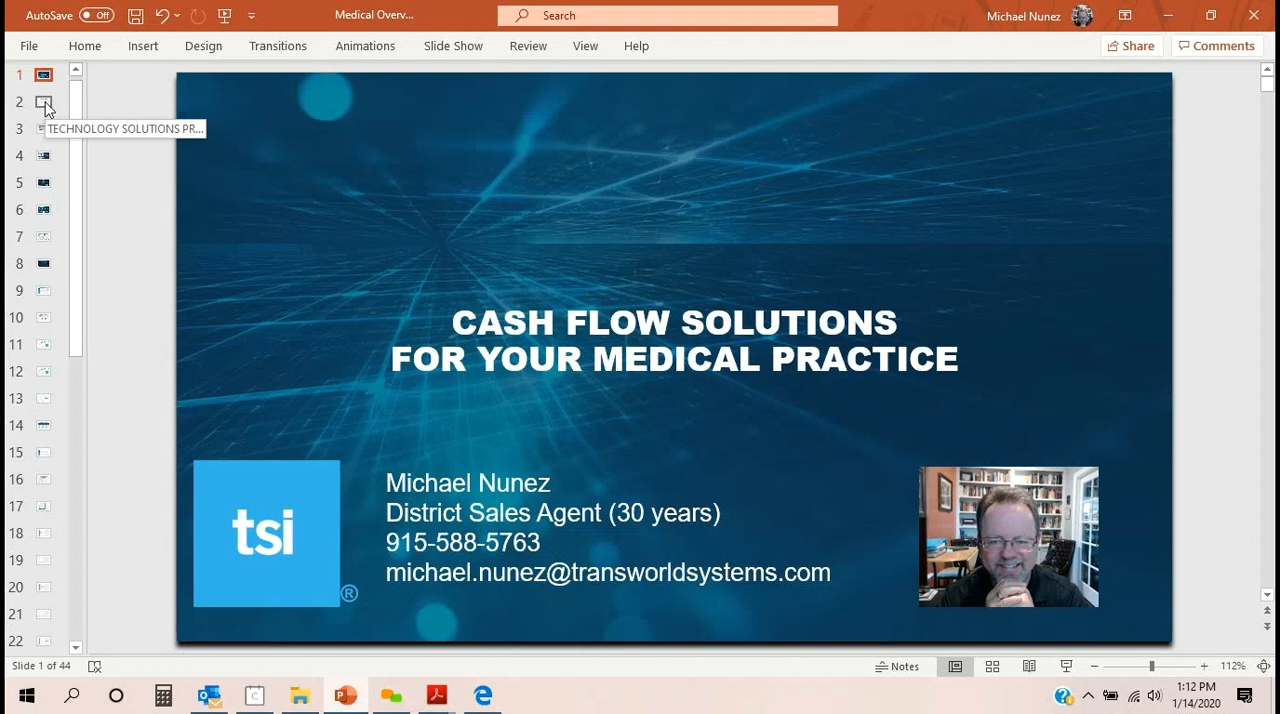 AutoSave Off Medical Overv... Search Michael Nunez
File Home Insert Design Transitions Animations Slide Show Review View Help Share Comments
1
2
TECHNOLOGY SOLUTIONS PR...
3
4
5
6
7
8
9
10
11
12
13
14
15
16
17
18
19
20
21
22
CASH FLOW SOLUTIONS
FOR YOUR MEDICAL PRACTICE
tsi
®
Michael Nunez
District Sales Agent (30 years)
915-588-5763
michael.nunez@transworldsystems.com
Slide 1 of 44 Notes 112%
1:12 PM
1/14/2020